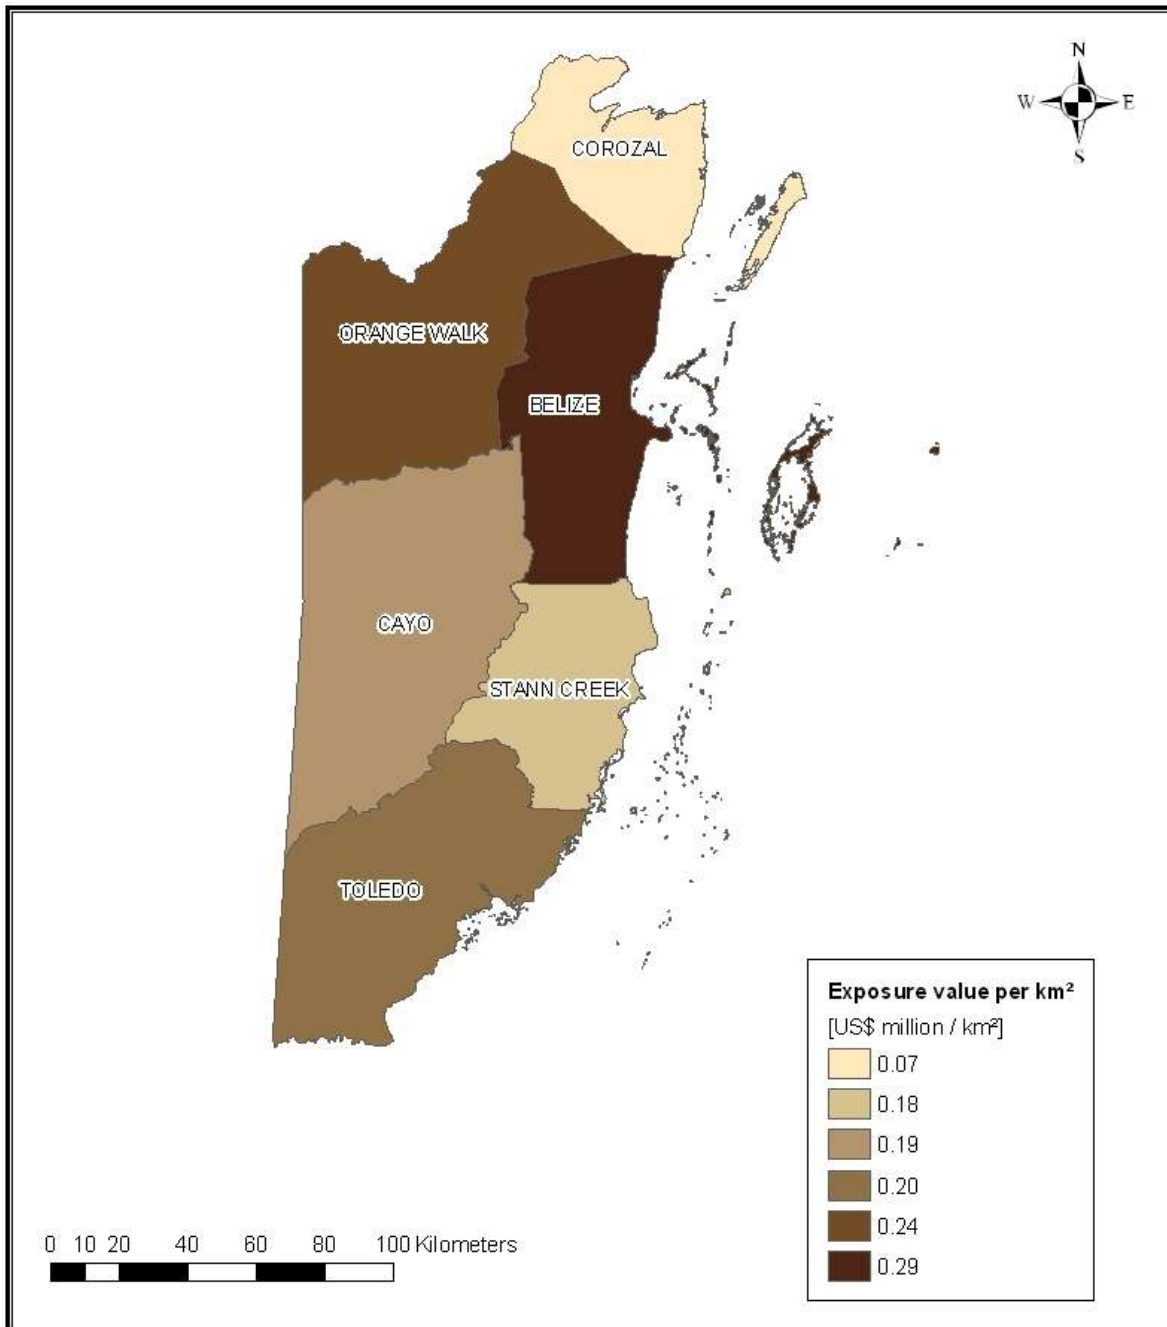 N
W E
S
COROZAL
ORANGE WALK
BELIZE
CAYO
STANN CREEK
TOLEDO
Exposure value per km²
[US$ million / km²]
0.07
0.18
0.19
0.20
0.24
0.29
0 10 20 40 60 80 100 Kilometers